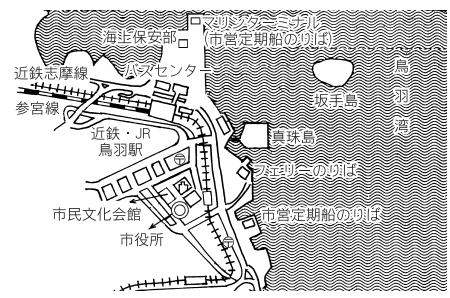 マリンターミナル
(市営定期船のりば)
海上保安部
バスセンター
近鉄志摩線
参宮線
近鉄・JR
鳥羽駅
坂手島
鳥羽湾
真珠島
フェリーのりば
市民文化会館
市役所
市営定期船のりば